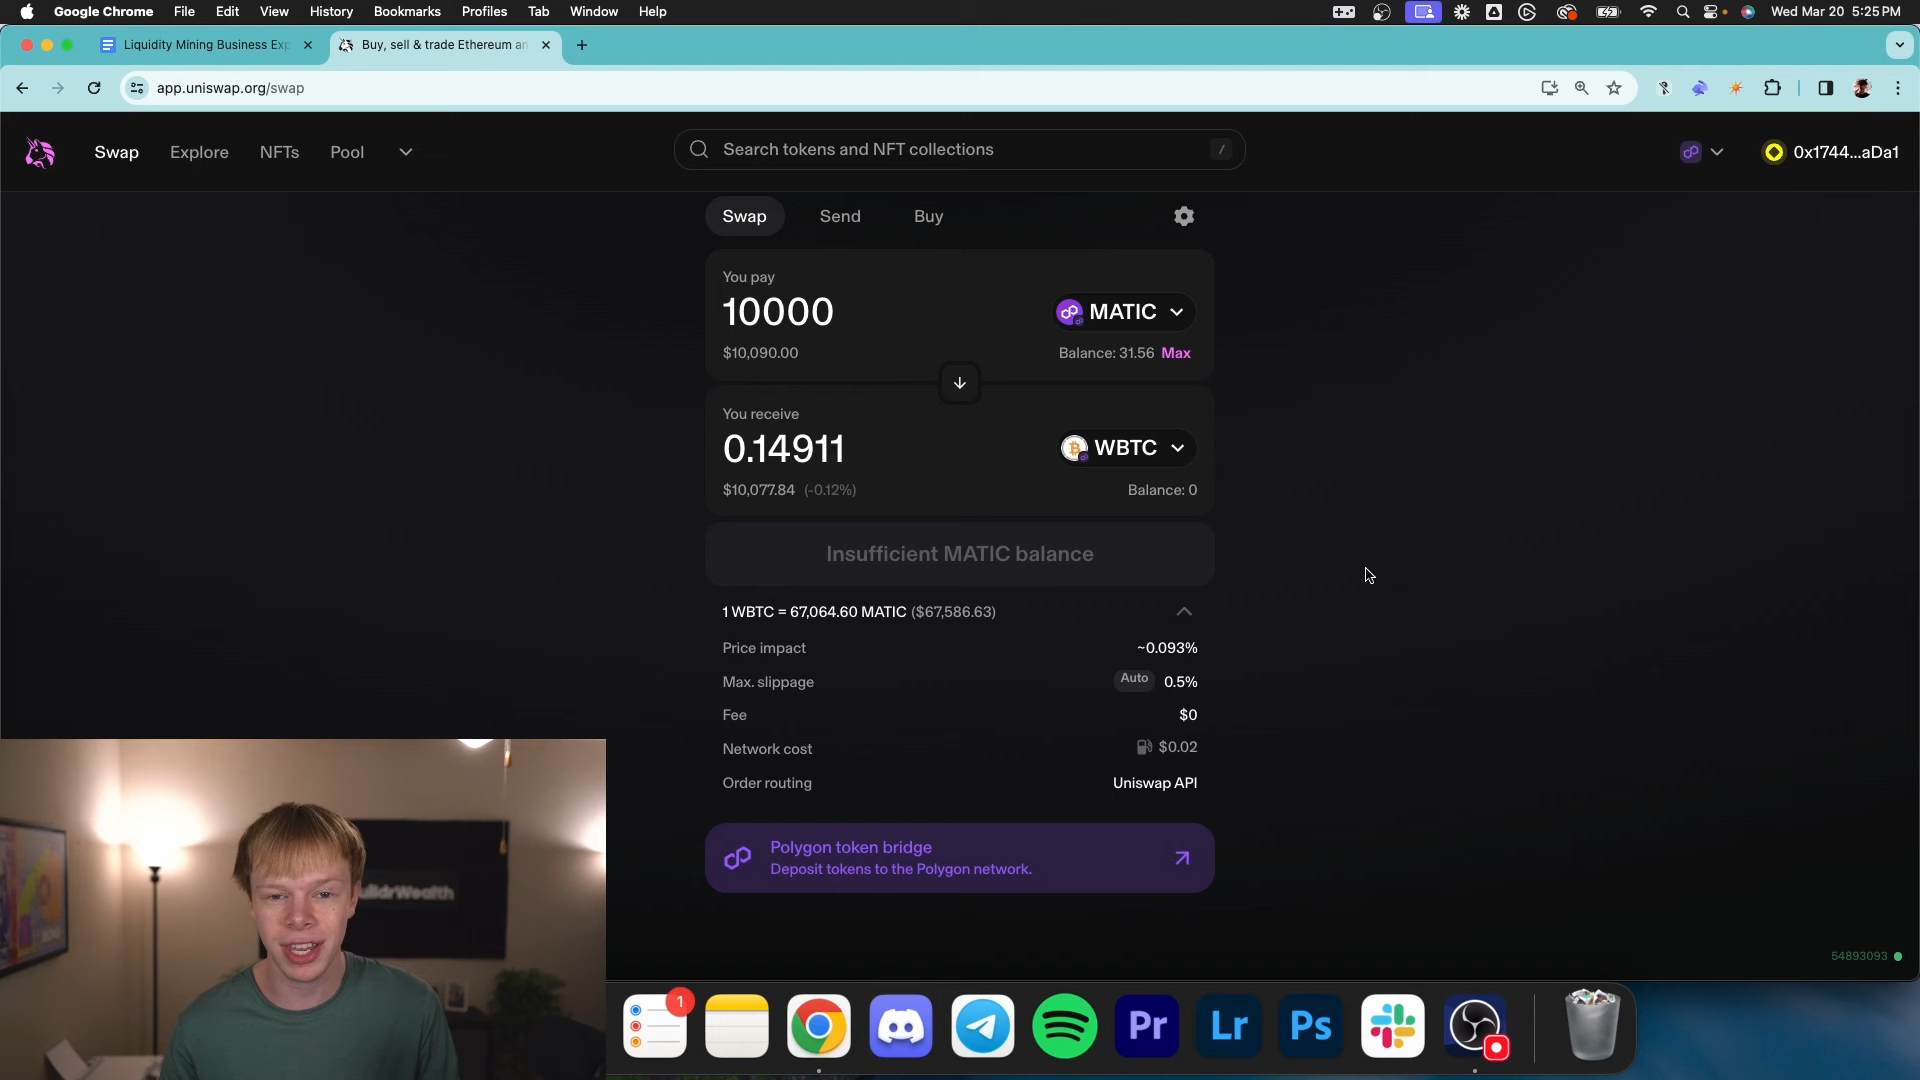 Google Chrome File Edit View History Bookmarks Profiles Tab Window Help Wed Mar 20 5:25 PM
Liquidity Mining Business Exp Buy, sell & trade Ethereum an
app.uniswap.org/swap
Swap Explore NFTs Pool Search tokens and NFT collections / 0x1744...aDa1
Swap Send Buy
You pay
10000 MATIC
$10,090.00 Balance: 31.56 Max
You receive
0.14911 WBTC
$10,077.84 (-0.12%) Balance: 0
Insufficient MATIC balance
1 WBTC = 67,064.60 MATIC ($67,586.63)
Price impact ~0.093%
Max. slippage Auto 0.5%
Fee $0
Network cost $0.02
Order routing Uniswap API
Polygon token bridge
Deposit tokens to the Polygon network.
54893093
1
Pr Lr Ps